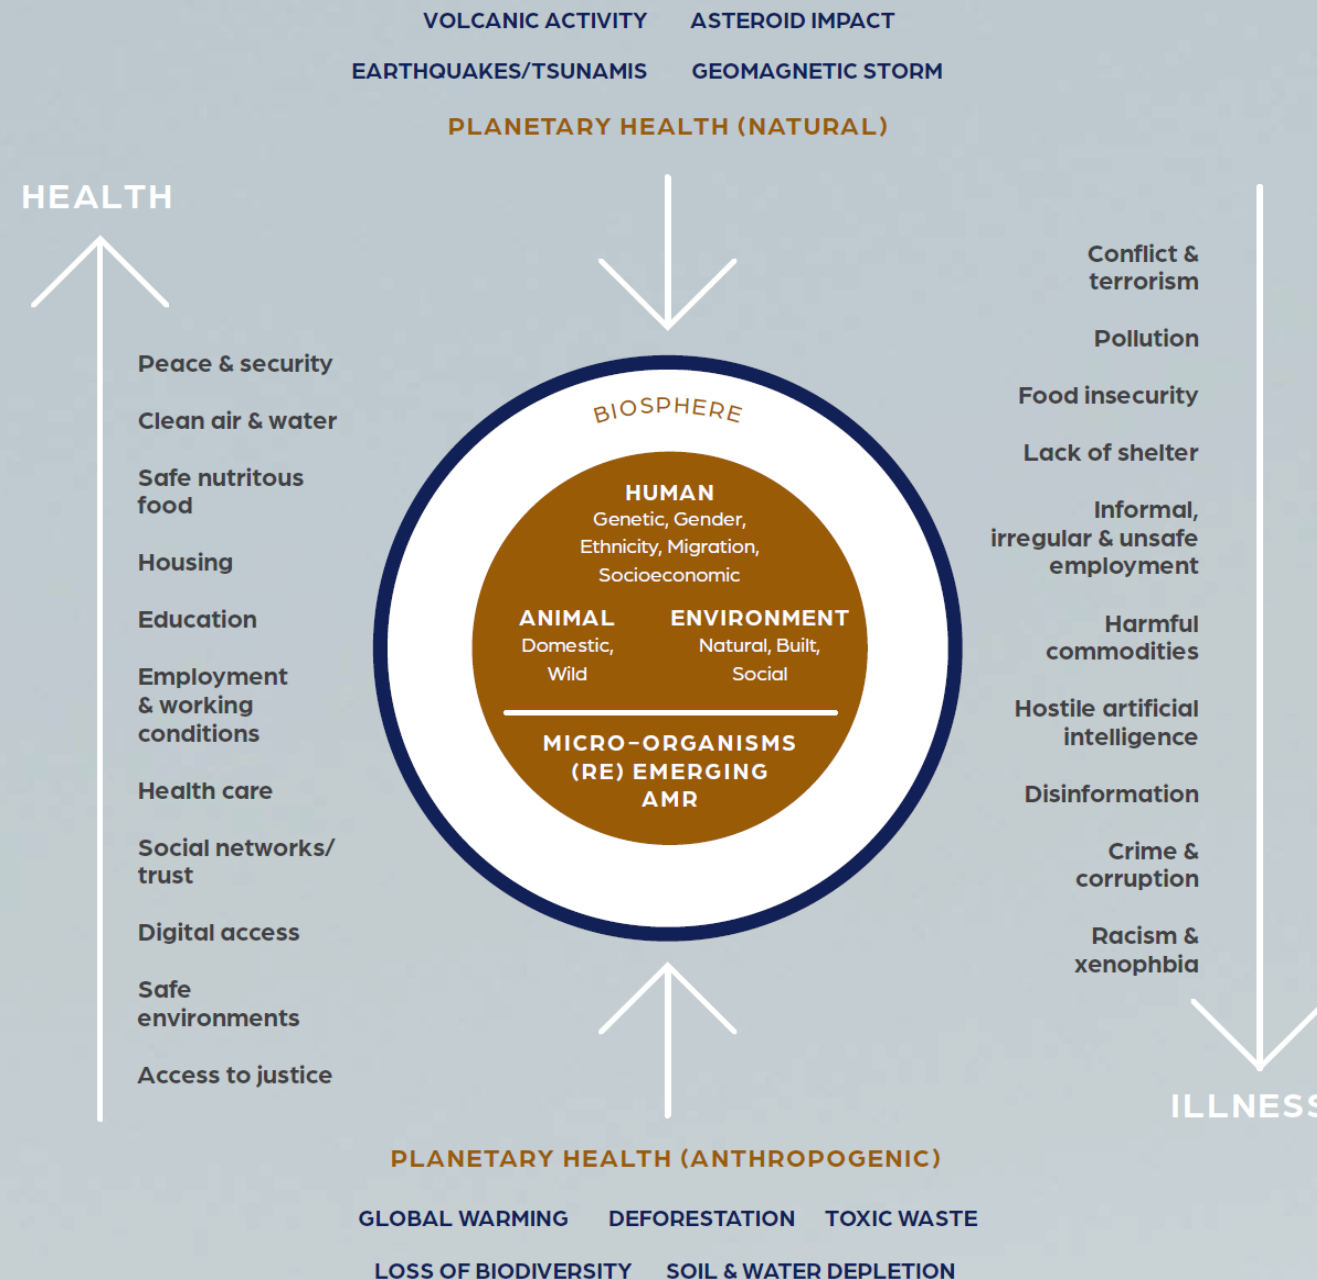 VOLCANIC ACTIVITY ASTEROID IMPACT
EARTHQUAKES/TSUNAMIS GEOMAGNETIC STORM
PLANETARY HEALTH (NATURAL)
HEALTH
Peace & security
Clean air & water
Safe nutritous
food
Housing
Education
Employment
& working
conditions
Health care
Social networks/
trust
Digital access
Safe
environments
Access to justice
BIOSPHERE
HUMAN
Genetic, Gender,
Ethnicity, Migration,
Socioeconomic
ANIMAL
Domestic,
Wild
ENVIRONMENT
Natural, Built,
Social
MICRO-ORGANISMS
(RE) EMERGING
AMR
Conflict &
terrorism
Pollution
Food insecurity
Lack of shelter
Informal,
irregular & unsafe
employment
Harmful
commodities
Hostile artificial
intelligence
Disinformation
Crime &
corruption
Racism &
xenophbia
ILLNESS
PLANETARY HEALTH (ANTHROPOGENIC)
GLOBAL WARMING DEFORESTATION TOXIC WASTE
LOSS OF BIODIVERSITY SOIL & WATER DEPLETION